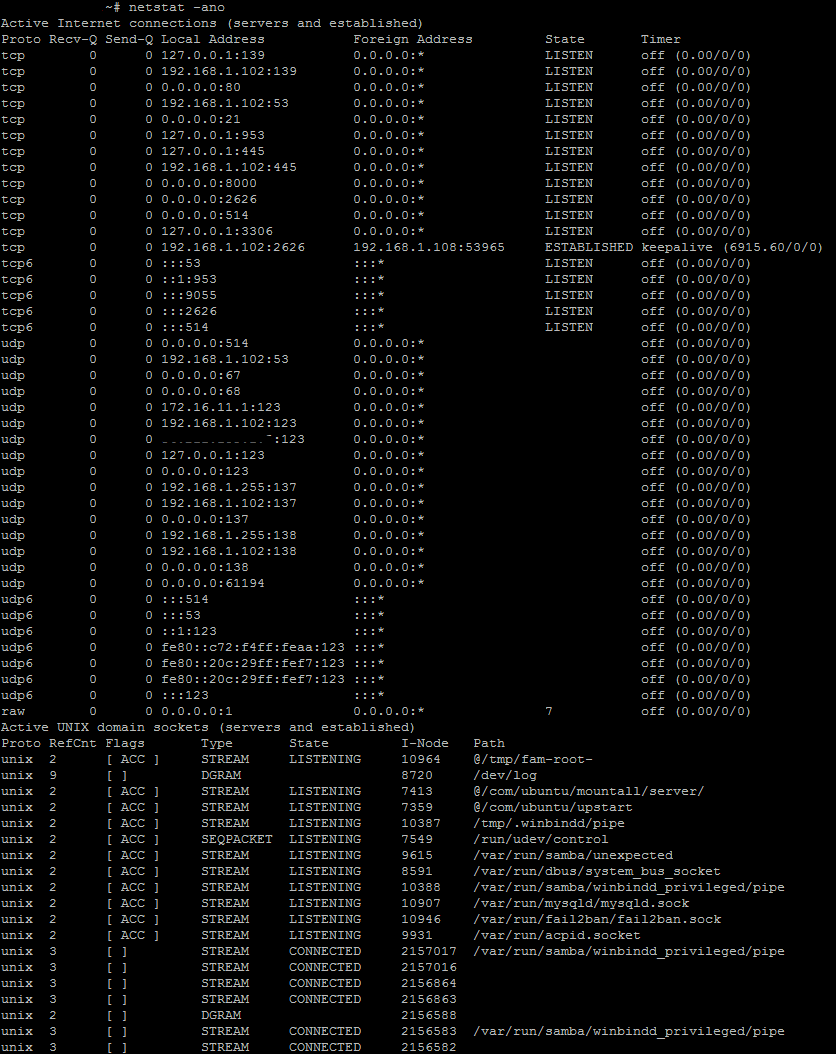 ~# netstat -ano
Active Internet connections (servers and established)
Proto Recv-Q Send-Q Local Address           Foreign Address         State       Timer
tcp        0      0 127.0.0.1:139           0.0.0.0:*               LISTEN      off (0.00/0/0)
tcp        0      0 192.168.1.102:139       0.0.0.0:*               LISTEN      off (0.00/0/0)
tcp        0      0 0.0.0.0:80              0.0.0.0:*               LISTEN      off (0.00/0/0)
tcp        0      0 192.168.1.102:53        0.0.0.0:*               LISTEN      off (0.00/0/0)
tcp        0      0 0.0.0.0:21              0.0.0.0:*               LISTEN      off (0.00/0/0)
tcp        0      0 127.0.0.1:953           0.0.0.0:*               LISTEN      off (0.00/0/0)
tcp        0      0 127.0.0.1:445           0.0.0.0:*               LISTEN      off (0.00/0/0)
tcp        0      0 192.168.1.102:445       0.0.0.0:*               LISTEN      off (0.00/0/0)
tcp        0      0 0.0.0.0:8000            0.0.0.0:*               LISTEN      off (0.00/0/0)
tcp        0      0 0.0.0.0:2626            0.0.0.0:*               LISTEN      off (0.00/0/0)
tcp        0      0 0.0.0.0:514             0.0.0.0:*               LISTEN      off (0.00/0/0)
tcp        0      0 127.0.0.1:3306          0.0.0.0:*               LISTEN      off (0.00/0/0)
tcp        0      0 192.168.1.102:2626      192.168.1.108:53965     ESTABLISHED keepalive (6915.60/0/0)
tcp6       0      0 :::53                   :::*                    LISTEN      off (0.00/0/0)
tcp6       0      0 ::1:953                 :::*                    LISTEN      off (0.00/0/0)
tcp6       0      0 :::9055                 :::*                    LISTEN      off (0.00/0/0)
tcp6       0      0 :::2626                 :::*                    LISTEN      off (0.00/0/0)
tcp6       0      0 :::514                  :::*                    LISTEN      off (0.00/0/0)
udp        0      0 0.0.0.0:514             0.0.0.0:*                           off (0.00/0/0)
udp        0      0 192.168.1.102:53        0.0.0.0:*                           off (0.00/0/0)
udp        0      0 0.0.0.0:67              0.0.0.0:*                           off (0.00/0/0)
udp        0      0 0.0.0.0:68              0.0.0.0:*                           off (0.00/0/0)
udp        0      0 172.16.11.1:123         0.0.0.0:*                           off (0.00/0/0)
udp        0      0 192.168.1.102:123       0.0.0.0:*                           off (0.00/0/0)
udp        0      0 :123                    0.0.0.0:*                           off (0.00/0/0)
udp        0      0 127.0.0.1:123           0.0.0.0:*                           off (0.00/0/0)
udp        0      0 0.0.0.0:123             0.0.0.0:*                           off (0.00/0/0)
udp        0      0 192.168.1.255:137       0.0.0.0:*                           off (0.00/0/0)
udp        0      0 192.168.1.102:137       0.0.0.0:*                           off (0.00/0/0)
udp        0      0 0.0.0.0:137             0.0.0.0:*                           off (0.00/0/0)
udp        0      0 192.168.1.255:138       0.0.0.0:*                           off (0.00/0/0)
udp        0      0 192.168.1.102:138       0.0.0.0:*                           off (0.00/0/0)
udp        0      0 0.0.0.0:138             0.0.0.0:*                           off (0.00/0/0)
udp        0      0 0.0.0.0:61194           0.0.0.0:*                           off (0.00/0/0)
udp6       0      0 :::514                  :::*                                off (0.00/0/0)
udp6       0      0 :::53                   :::*                                off (0.00/0/0)
udp6       0      0 ::1:123                 :::*                                off (0.00/0/0)
udp6       0      0 fe80::c72:f4ff:feaa:123 :::*                                off (0.00/0/0)
udp6       0      0 fe80::20c:29ff:fef7:123 :::*                                off (0.00/0/0)
udp6       0      0 fe80::20c:29ff:fef7:123 :::*                                off (0.00/0/0)
udp6       0      0 :::123                  :::*                                off (0.00/0/0)
raw        0      0 0.0.0.0:1               0.0.0.0:*               7           off (0.00/0/0)
Active UNIX domain sockets (servers and established)
Proto RefCnt Flags       Type       State         I-Node   Path
unix  2      [ ACC ]     STREAM     LISTENING     10964    @/tmp/fam-root-
unix  9      [ ]         DGRAM                    8720     /dev/log
unix  2      [ ACC ]     STREAM     LISTENING     7413     @/com/ubuntu/mountall/server/
unix  2      [ ACC ]     STREAM     LISTENING     7359     @/com/ubuntu/upstart
unix  2      [ ACC ]     STREAM     LISTENING     10387    /tmp/.winbindd/pipe
unix  2      [ ACC ]     SEQPACKET  LISTENING     7549     /run/udev/control
unix  2      [ ACC ]     STREAM     LISTENING     9615     /var/run/samba/unexpected
unix  2      [ ACC ]     STREAM     LISTENING     8591     /var/run/dbus/system_bus_socket
unix  2      [ ACC ]     STREAM     LISTENING     10388    /var/run/samba/winbindd_privileged/pipe
unix  2      [ ACC ]     STREAM     LISTENING     10907    /var/run/mysqld/mysqld.sock
unix  2      [ ACC ]     STREAM     LISTENING     10946    /var/run/fail2ban/fail2ban.sock
unix  2      [ ACC ]     STREAM     LISTENING     9931     /var/run/acpid.socket
unix  3      [ ]         STREAM     CONNECTED     2157017  /var/run/samba/winbindd_privileged/pipe
unix  3      [ ]         STREAM     CONNECTED     2157016
unix  3      [ ]         STREAM     CONNECTED     2156864
unix  3      [ ]         STREAM     CONNECTED     2156863
unix  2      [ ]         DGRAM                    2156588
unix  3      [ ]         STREAM     CONNECTED     2156583  /var/run/samba/winbindd_privileged/pipe
unix  3      [ ]         STREAM     CONNECTED     2156582